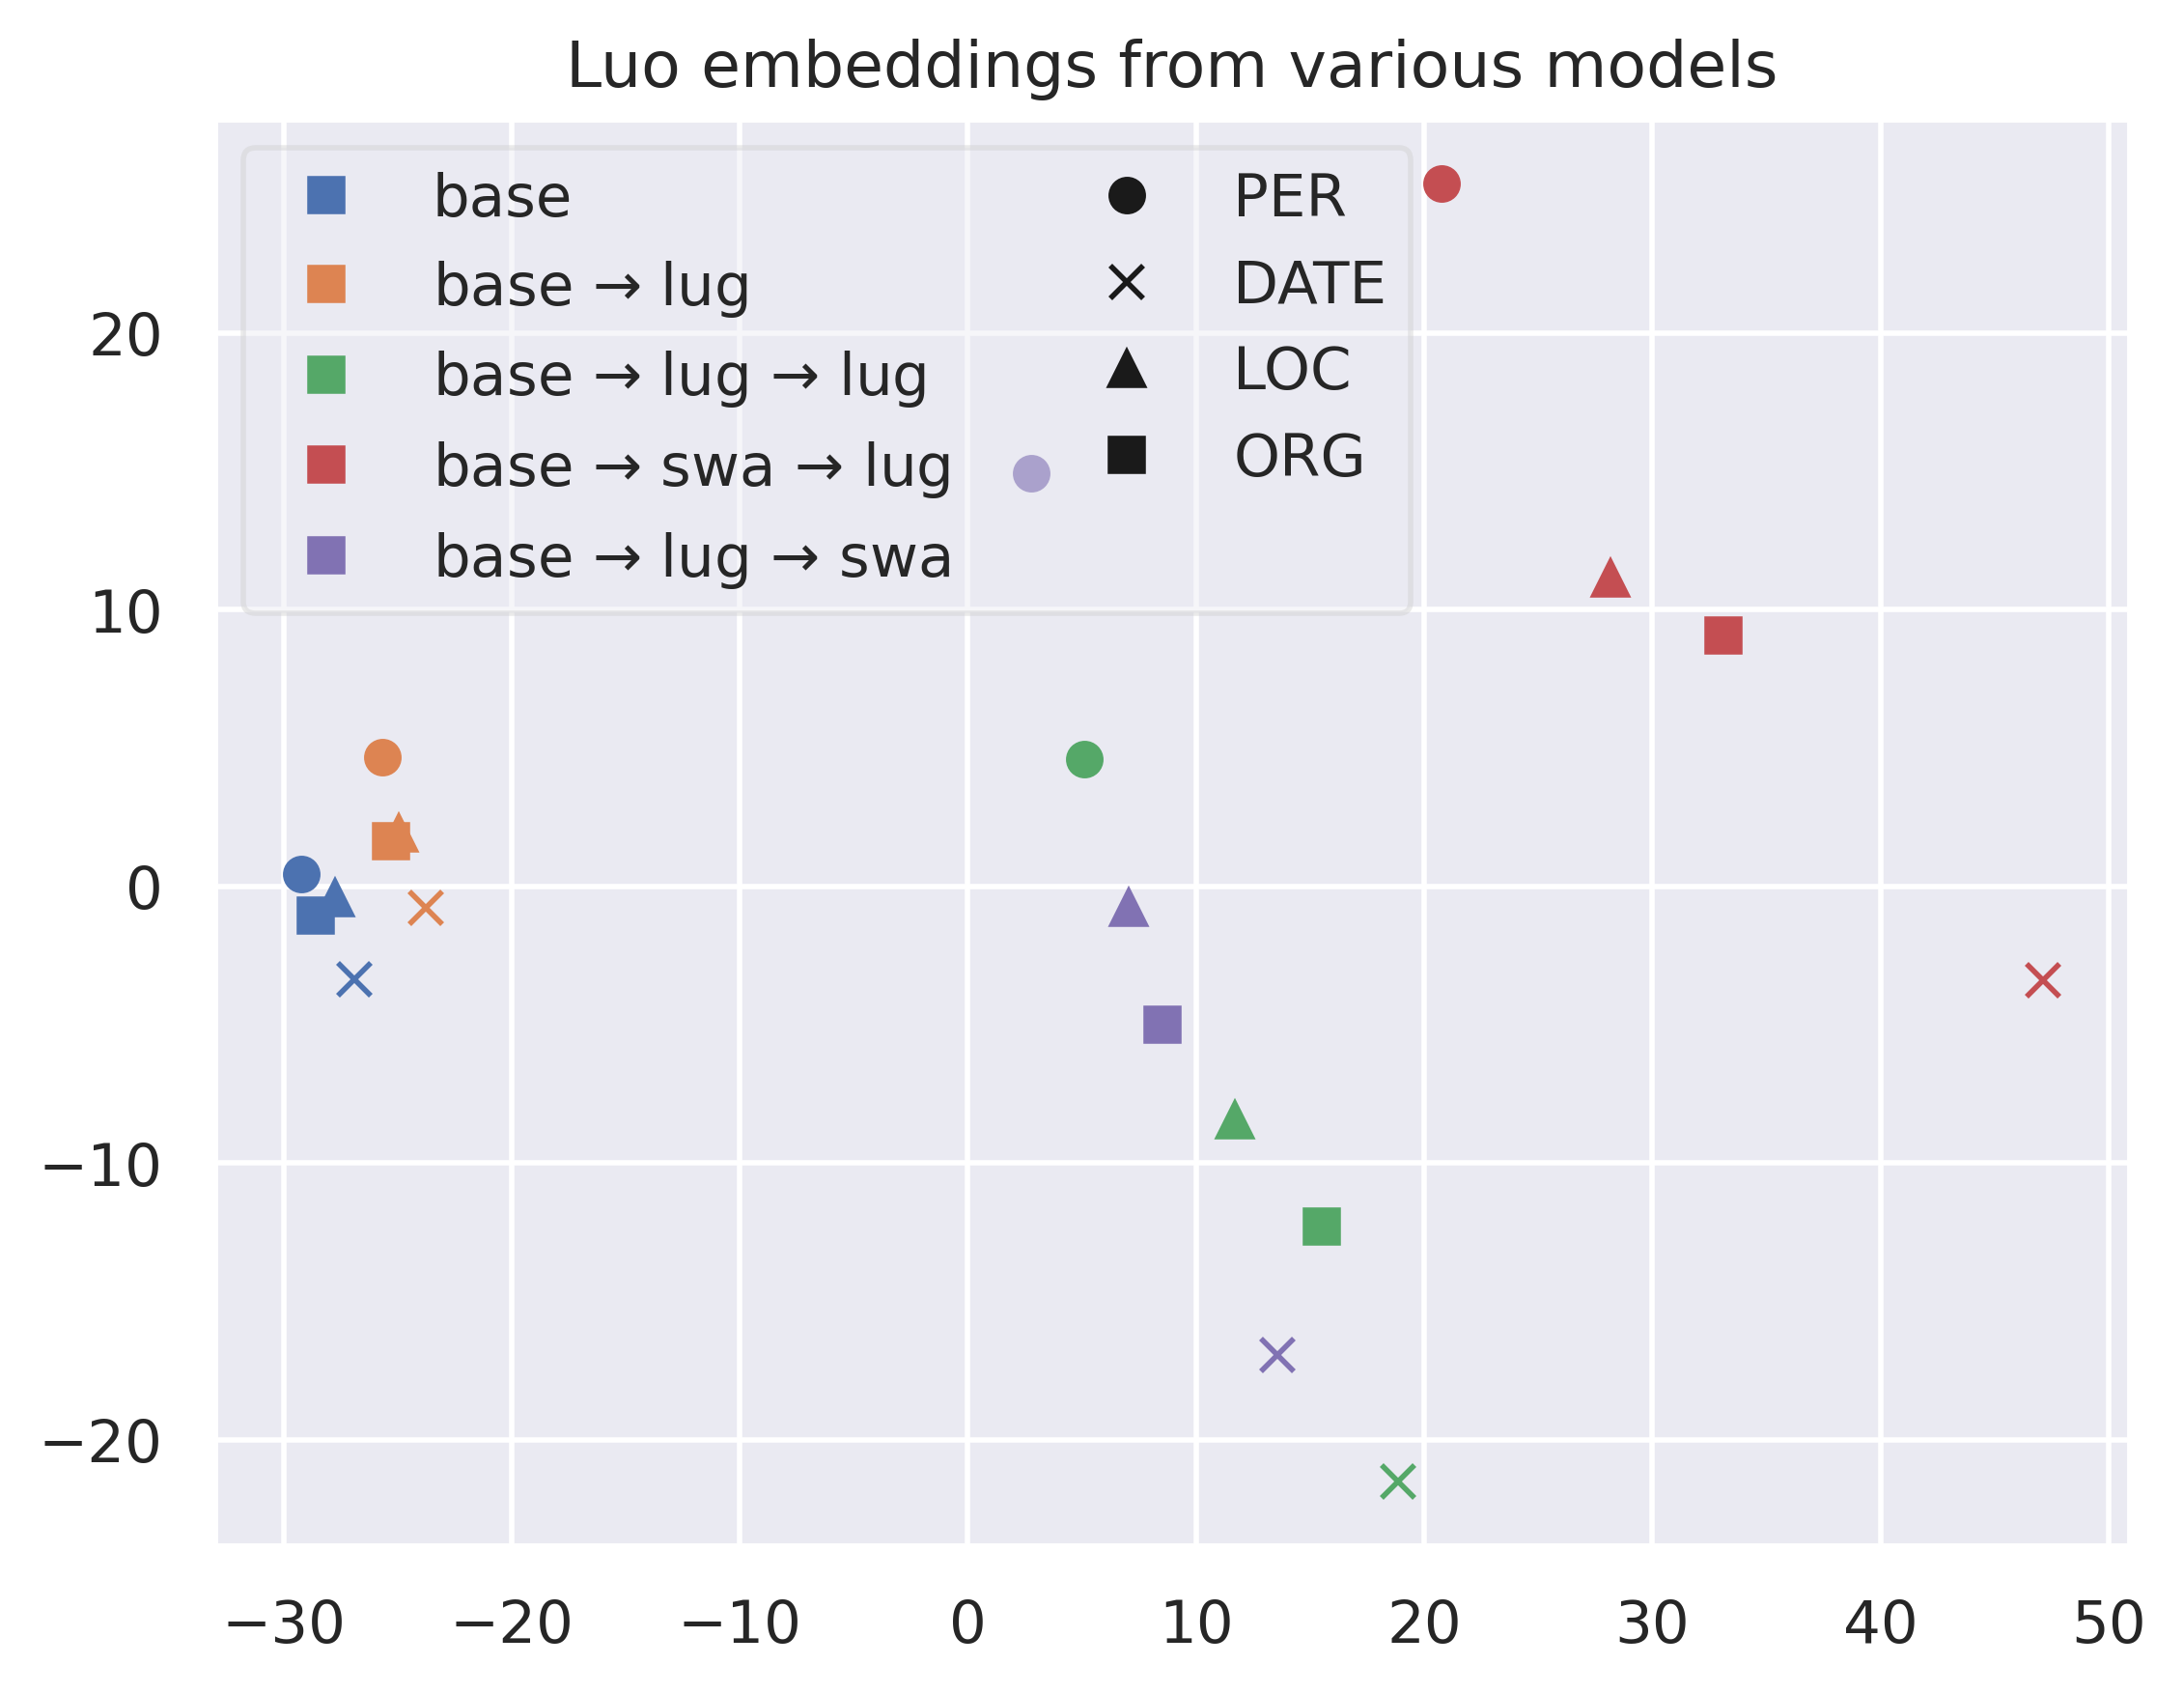 Luo embeddings from various models
base
base → lug
base → lug → lug
base → swa → lug
base → lug → swa
PER
DATE
LOC
ORG
20
10
0
−10
−20
−30
−20
−10
0
10
20
30
40
50